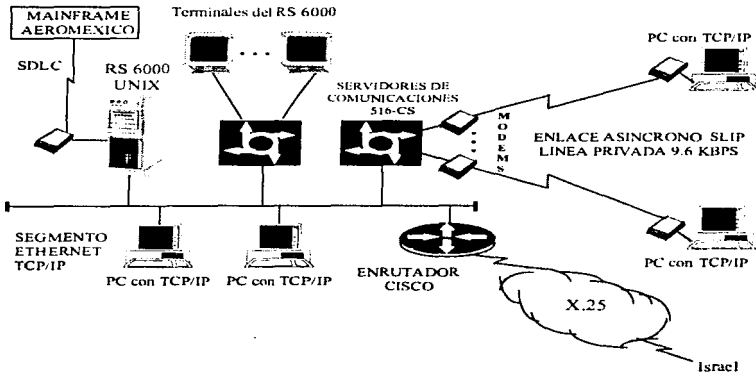 MAINFRAME
AEROMEXICO
Terminales del RS 6000
SDLC
RS 6000
UNIX
SERVIDORES DE
COMUNICACIONES
516-CS
MODEMS
PC con TCP/IP
ENLACE ASINCRONO SLIP
LINEA PRIVADA 9.6 KBPS
SEGMENTO
ETHERNET
TCP/IP
PC con TCP/IP
PC con TCP/IP
ENRUTADOR
CISCO
PC con TCP/IP
X.25
Israel